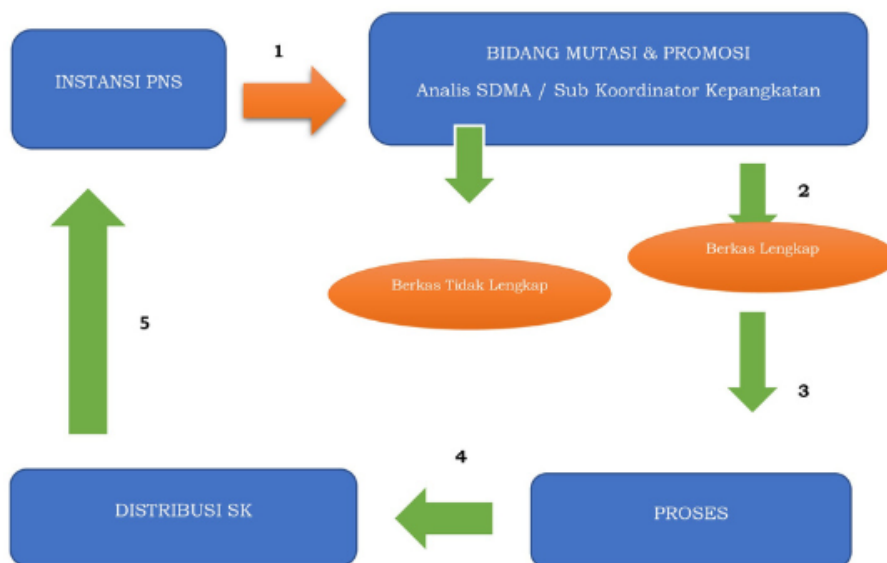 INSTANSI PNS
1
BIDANG MUTASI & PROMOSI
Analis SDMA / Sub Koordinator Kepangkatan
2
Berkas Lengkap
Berkas Tidak Lengkap
5
3
4
DISTRIBUSI SK
PROSES